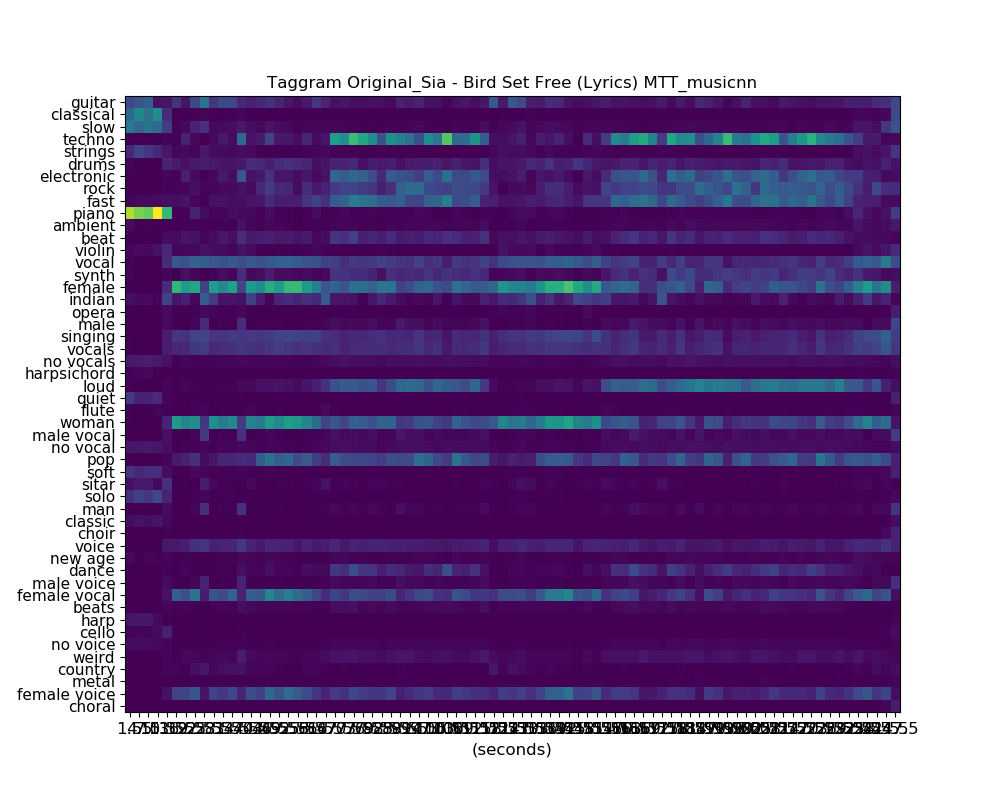 Taggram Original_Sia - Bird Set Free (Lyrics) MTT_musicnn
guitar
classical
slow
techno
strings
drums
electronic
rock
fast
piano
ambient
beat
violin
vocal
synth
female
indian
opera
male
singing
vocals
no vocals
harpsichord
loud
quiet
flute
woman
male vocal
no vocal
pop
soft
sitar
solo
man
classic
choir
voice
new age
dance
male voice
female vocal
beats
harp
cello
no voice
weird
country
metal
female voice
choral
(seconds)